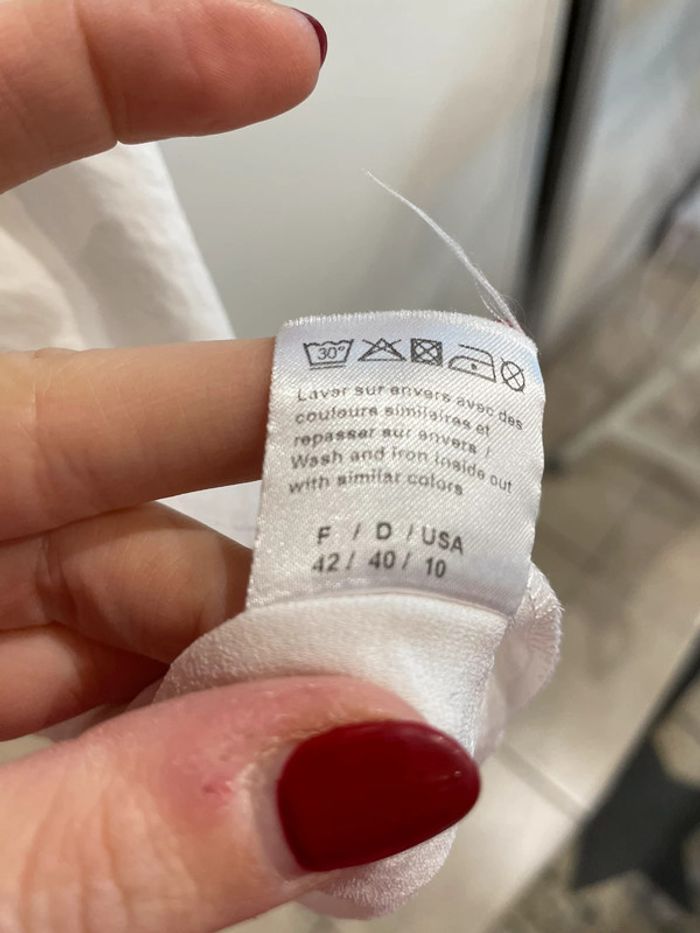 30°
Lavar sur envers avec des
couleurs similaires et
repasser sur envers /
Wash and iron inside out
with similar colors
F / D / USA
42 / 40 / 10